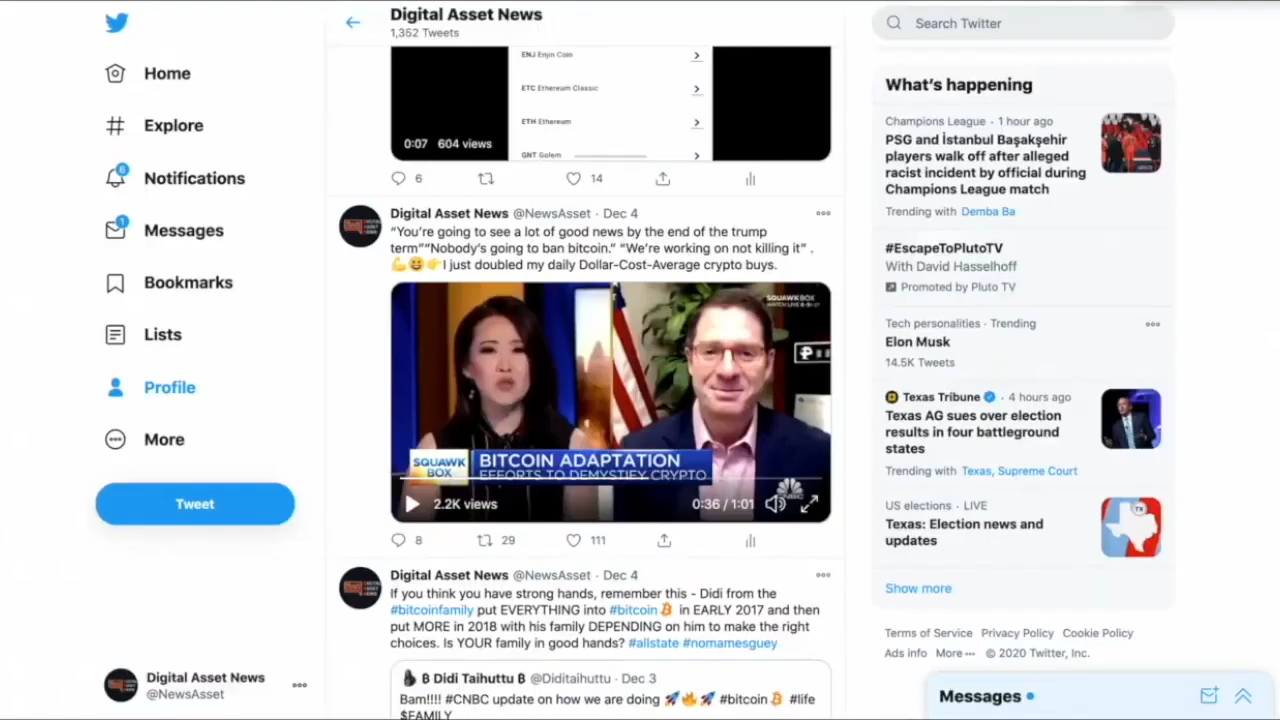 Home
Explore
6
Notifications
1
Messages
Bookmarks
Lists
Profile
More
Tweet
Digital Asset News
@NewsAsset
Digital Asset News
1,352 Tweets
ENJ Enjin Coin
ETC Ethereum Classic
ETH Ethereum
GNT Golem
0:07 604 views
6
14
Digital Asset News @NewsAsset · Dec 4
“You’re going to see a lot of good news by the end of the trump
term”“Nobody’s going to ban bitcoin.” “We’re working on not killing it” .
💪😀👉I just doubled my daily Dollar-Cost-Average crypto buys.
SQUAWK BOX
SQUAWK
BOX
BITCOIN ADAPTATION
EFFORTS TO DEMYSTIFY CRYPTO
2.2K views
0:36 / 1:01
8
29
111
Digital Asset News @NewsAsset · Dec 4
If you think you have strong hands, remember this - Didi from the
#bitcoinfamily put EVERYTHING into #bitcoin in EARLY 2017 and then
put MORE in 2018 with his family DEPENDING on him to make the right
choices. Is YOUR family in good hands? #allstate #nomamesguey
₿ Didi Taihuttu ₿ @Diditaihuttu · Dec 3
Bam!!!! #CNBC update on how we are doing 🚀🔥🚀 #bitcoin #life
$FAMILY
Search Twitter
What’s happening
Champions League · 1 hour ago
PSG and İstanbul Başakşehir
players walk off after alleged
racist incident by official during
Champions League match
Trending with Demba Ba
#EscapeToPlutoTV
With David Hasselhoff
Promoted by Pluto TV
Tech personalities · Trending
Elon Musk
14.5K Tweets
Texas Tribune · 4 hours ago
Texas AG sues over election
results in four battleground
states
Trending with Texas, Supreme Court
US elections · LIVE
Texas: Election news and
updates
Show more
Terms of Service Privacy Policy Cookie Policy
Ads info More ··· © 2020 Twitter, Inc.
Messages